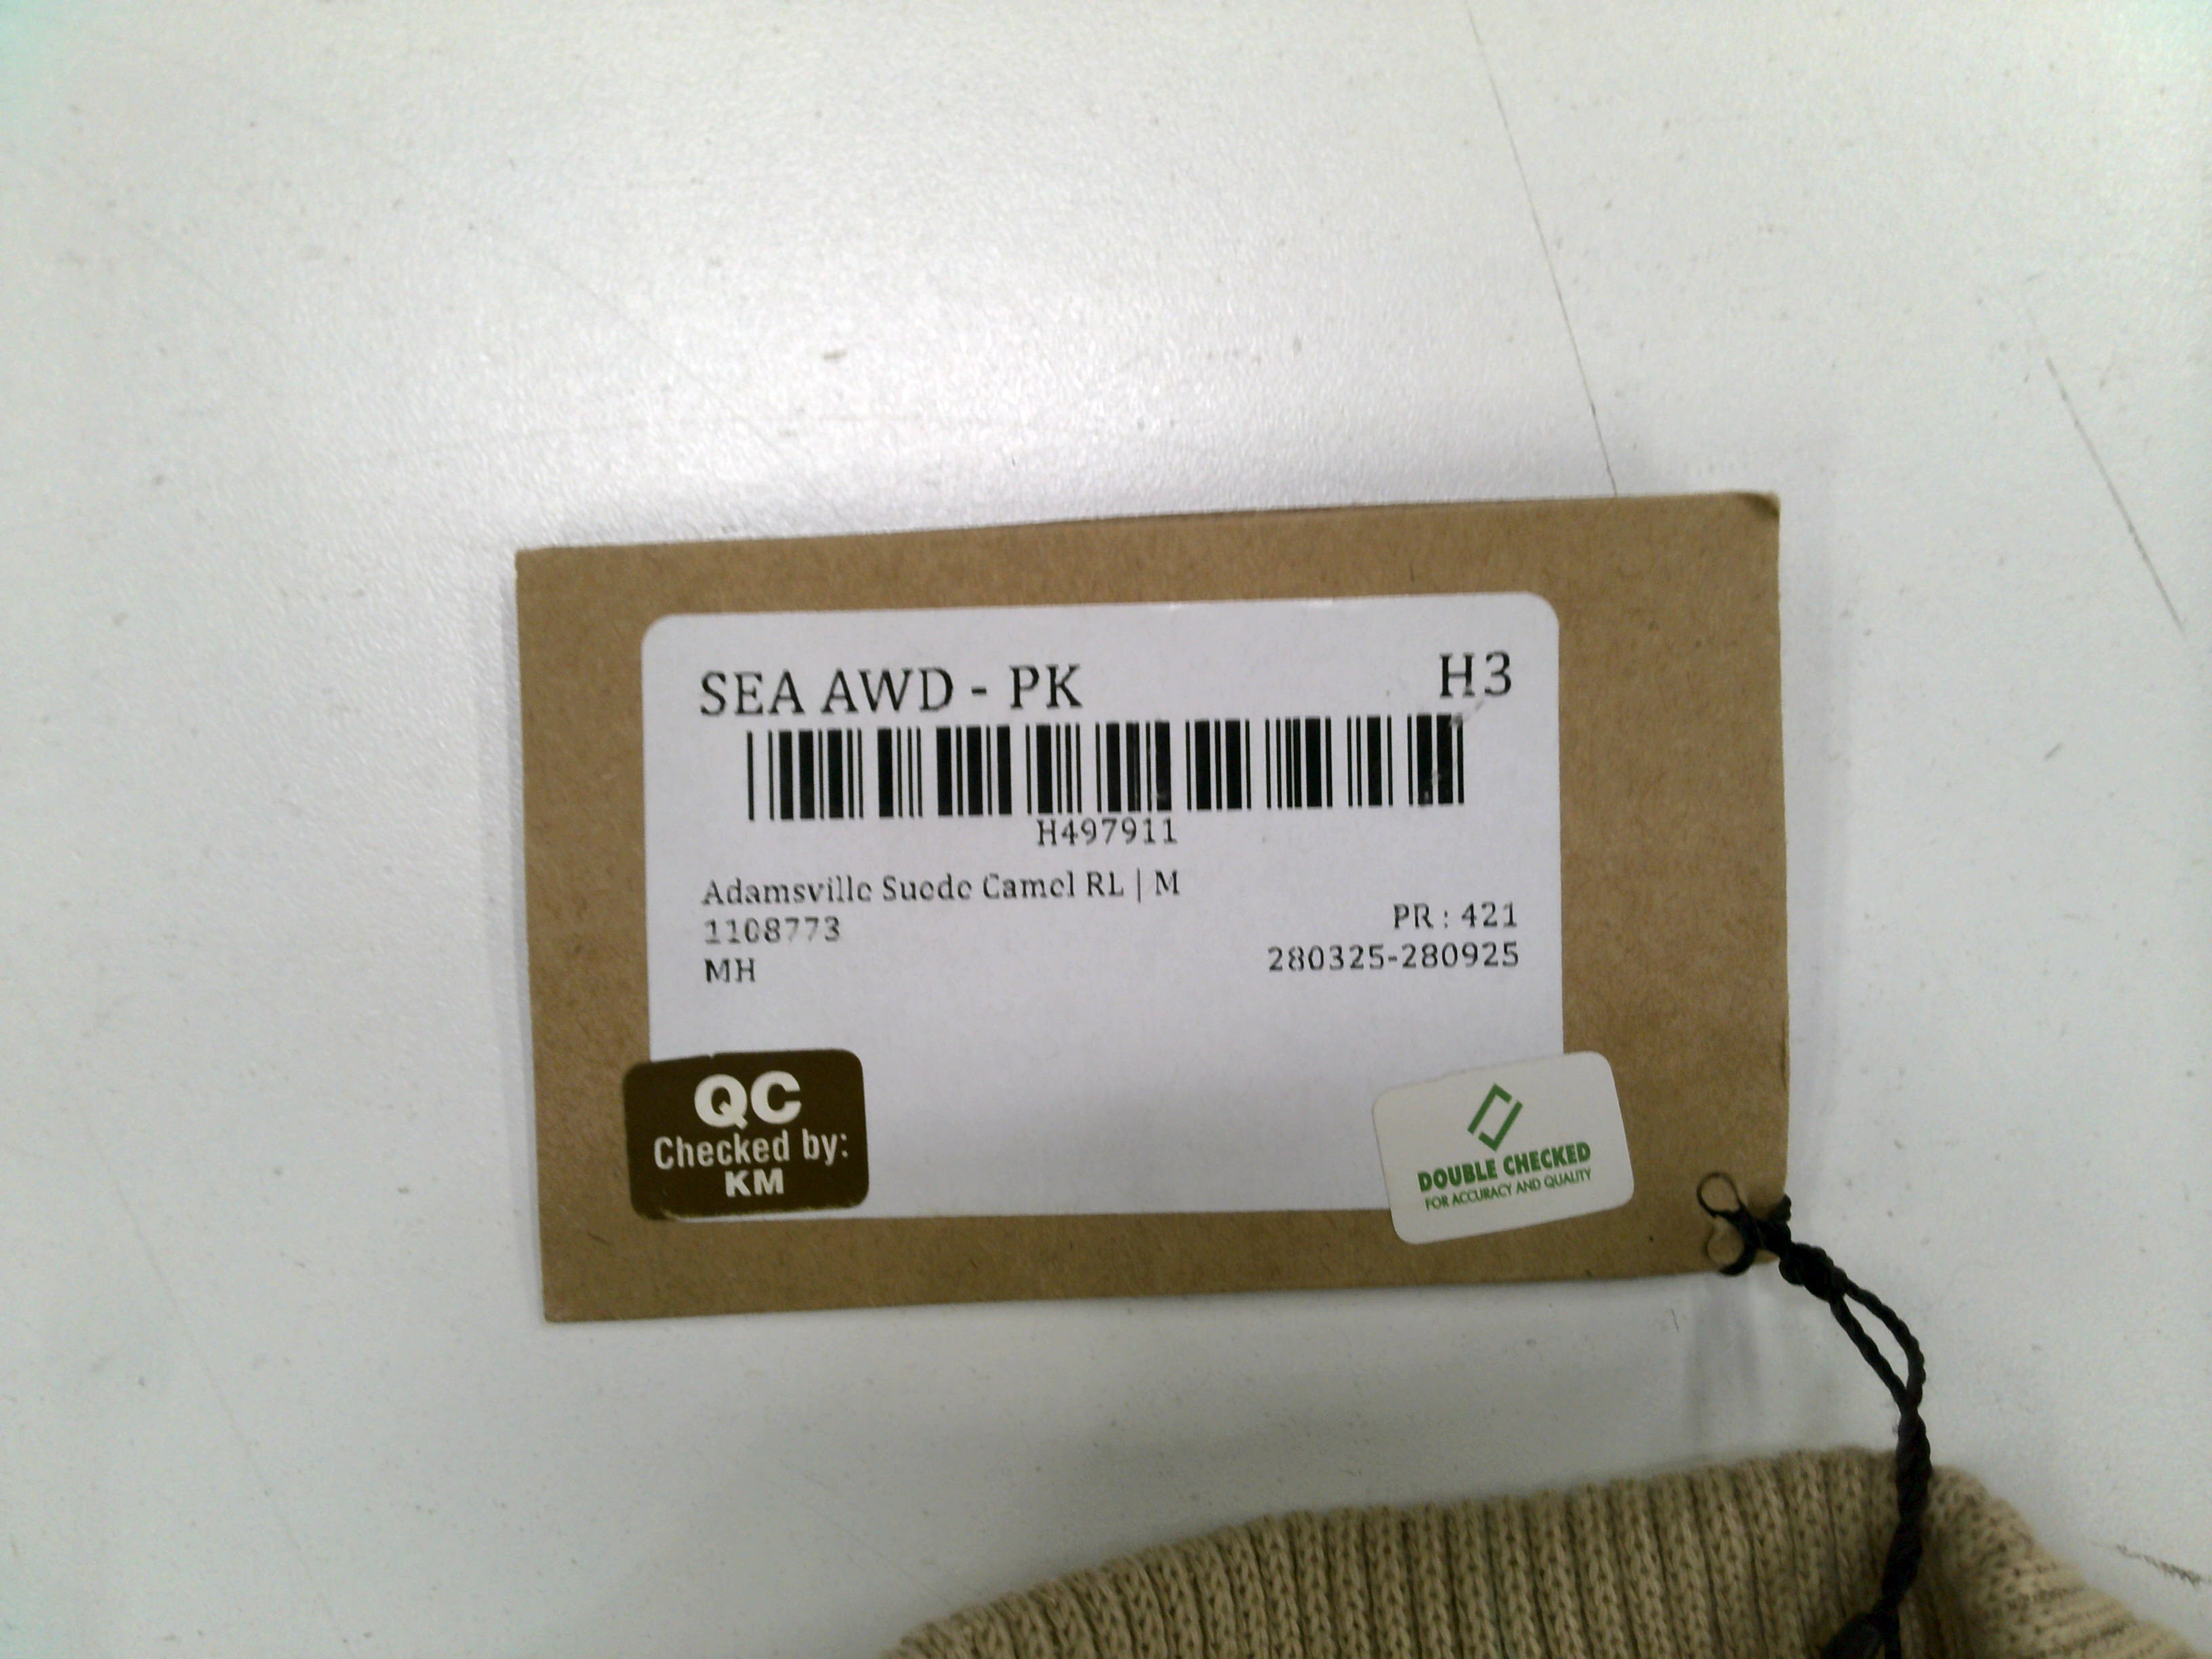 SEA AWD - PK H3
H497911
Adamsville Suede Camel RL | M
1108773 PR : 421
MH 280325-280925
QC
Checked by:
KM
DOUBLE CHECKED
FOR ACCURACY AND QUALITY